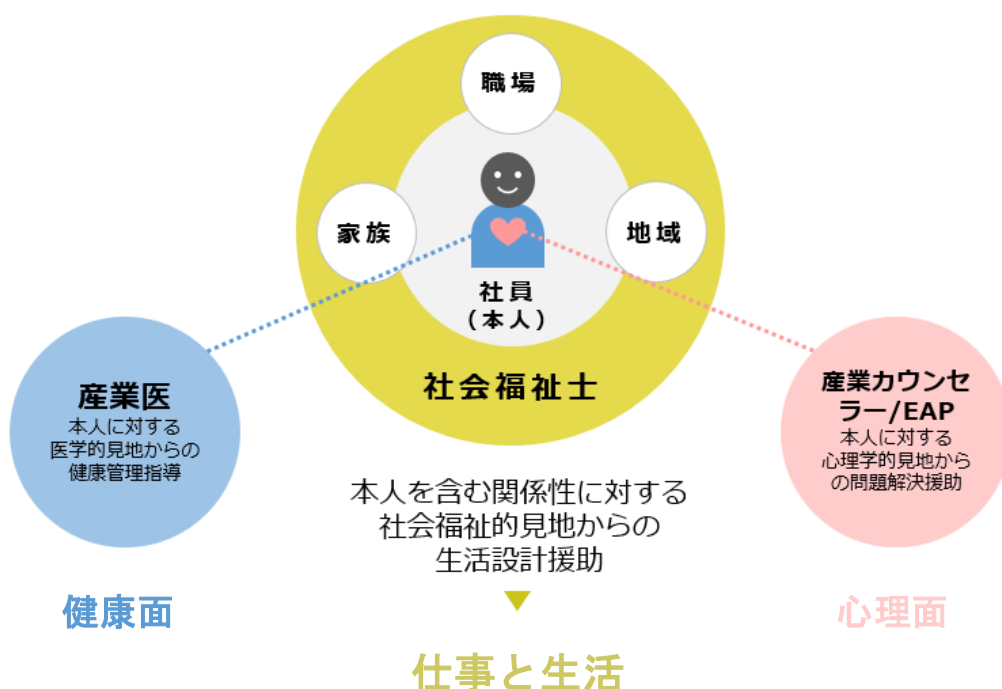 職場
家族
地域
社員
(本人)
社会福祉士
産業医
本人に対する
医学的見地からの
健康管理指導
産業カウンセ
ラー/EAP
本人に対する
心理学的見地から
の問題解決援助
本人を含む関係性に対する
社会福祉的見地からの
生活設計援助
健康面
心理面
仕事と生活